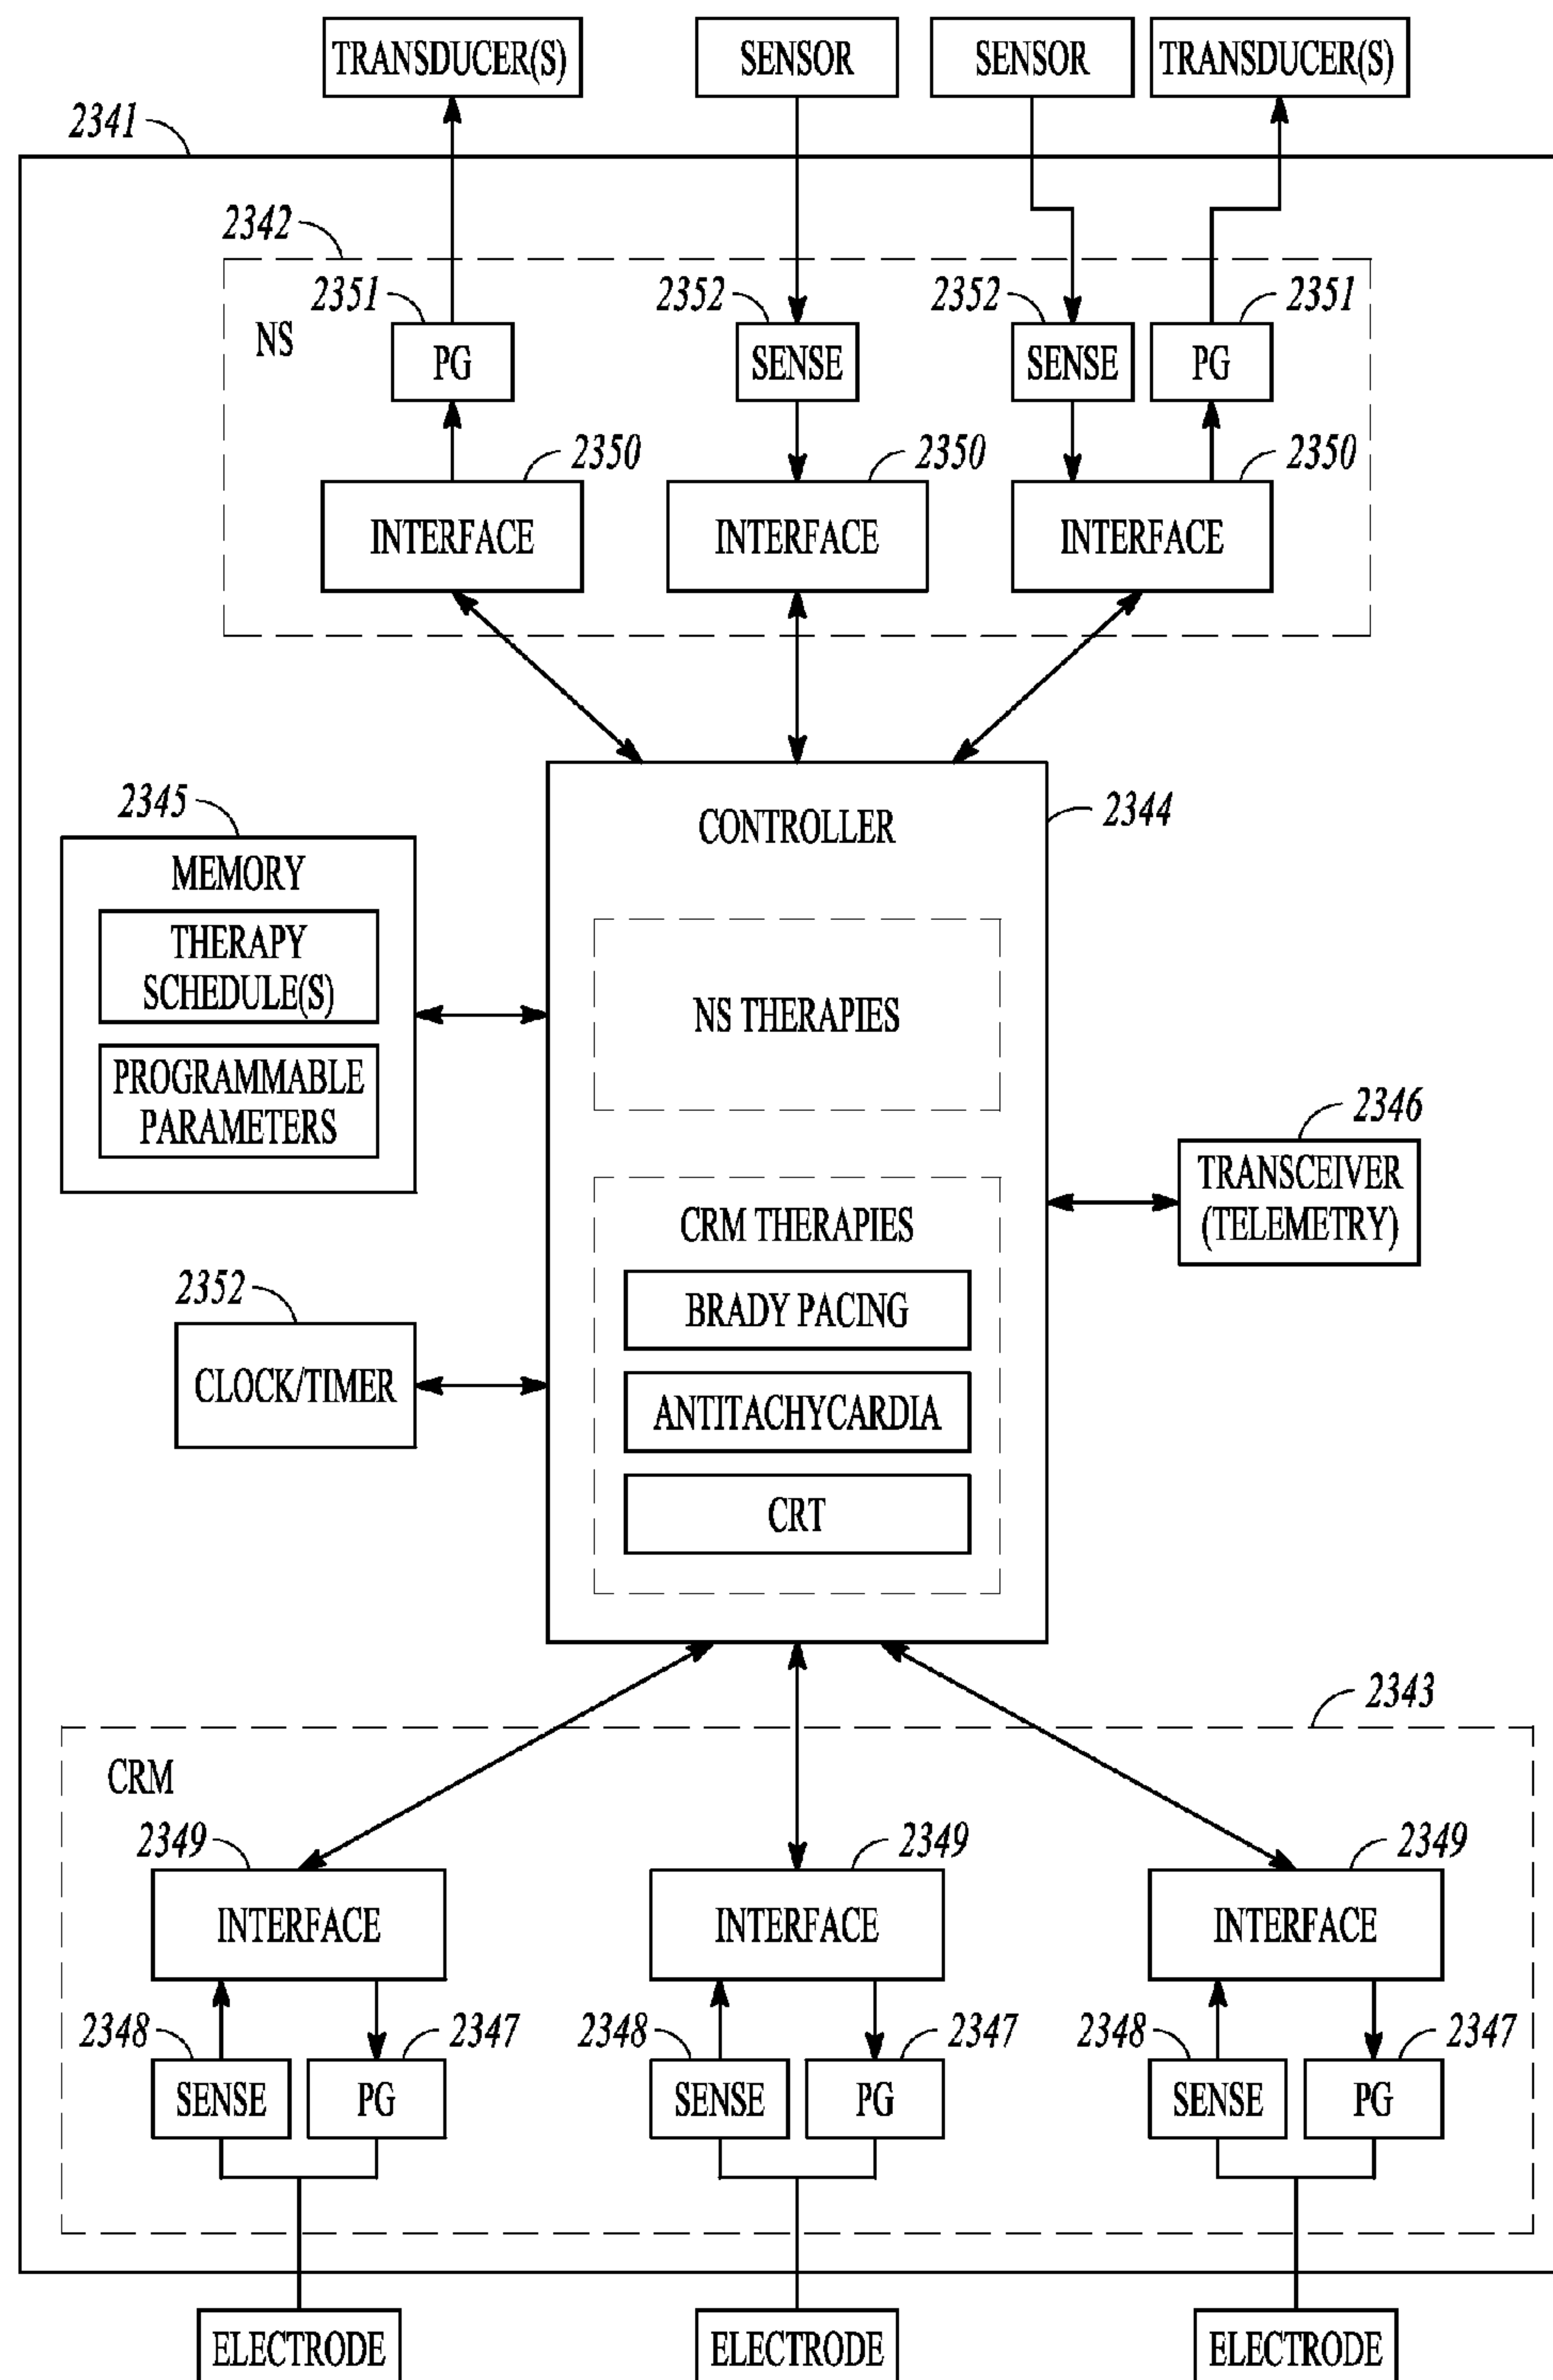 TRANSDUCER(S)
SENSOR
SENSOR
TRANSDUCER(S)
2341
2342
NS
2351
2352
2352
2351
PG
SENSE
SENSE
PG
2350
2350
2350
INTERFACE
INTERFACE
INTERFACE
2345
MEMORY
THERAPY
SCHEDULE(S)
PROGRAMMABLE
PARAMETERS
CONTROLLER
2344
NS THERAPIES
CRM THERAPIES
BRADY PACING
ANTITACHYCARDIA
CRT
2346
TRANSCEIVER
(TELEMETRY)
2352
CLOCK/TIMER
2343
CRM
2349
2349
2349
INTERFACE
INTERFACE
INTERFACE
2348
2347
2348
2347
2348
2347
SENSE
PG
SENSE
PG
SENSE
PG
ELECTRODE
ELECTRODE
ELECTRODE